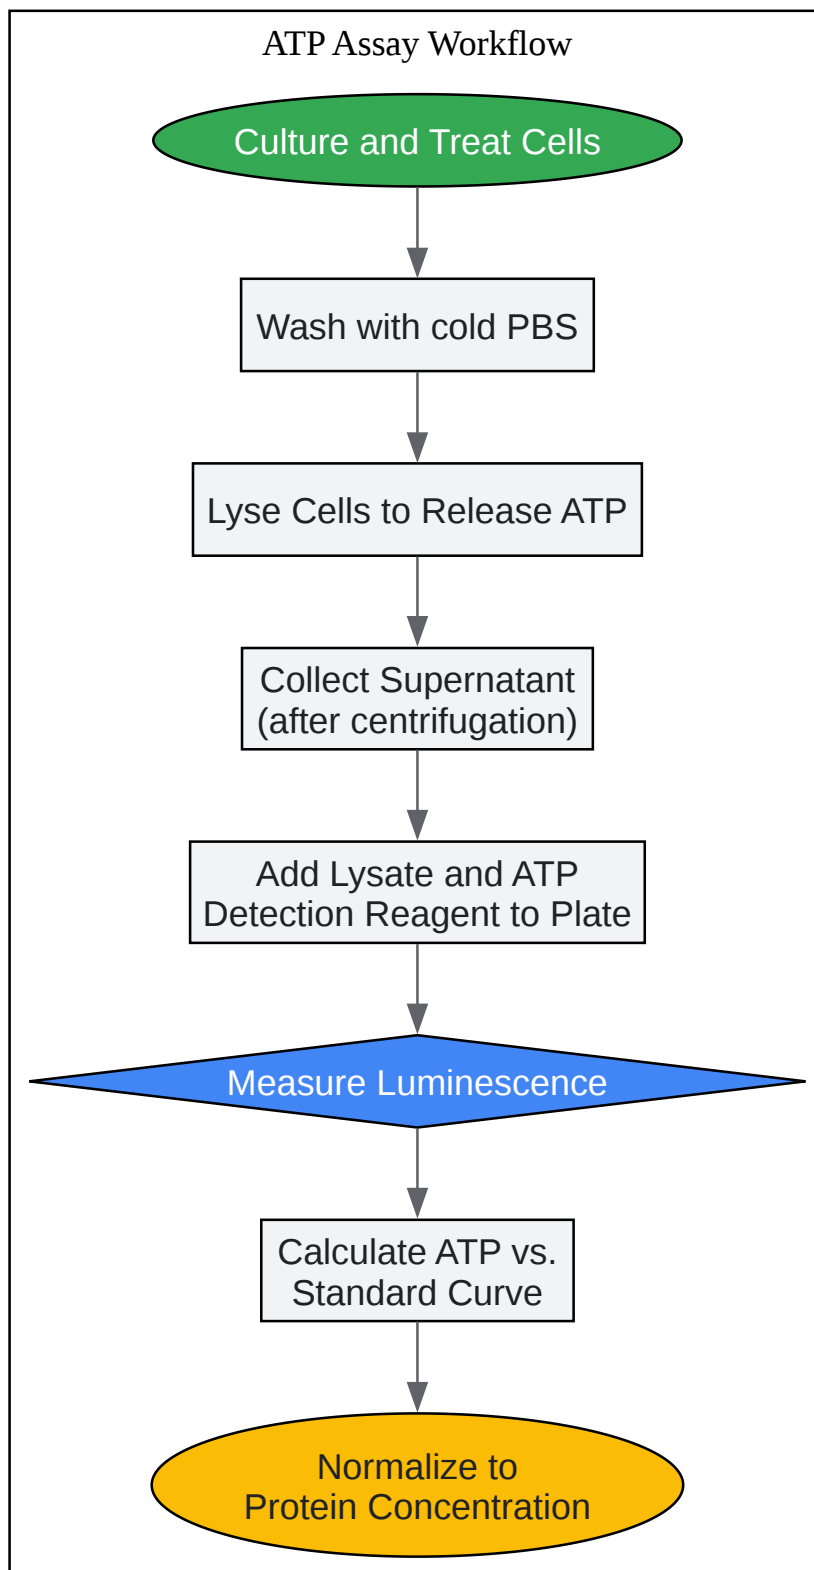 ATP Assay Workflow
Culture and Treat Cells
Wash with cold PBS
Lyse Cells to Release ATP
Collect Supernatant
(after centrifugation)
Add Lysate and ATP
Detection Reagent to Plate
Measure Luminescence
Calculate ATP vs.
Standard Curve
Normalize to
Protein Concentration